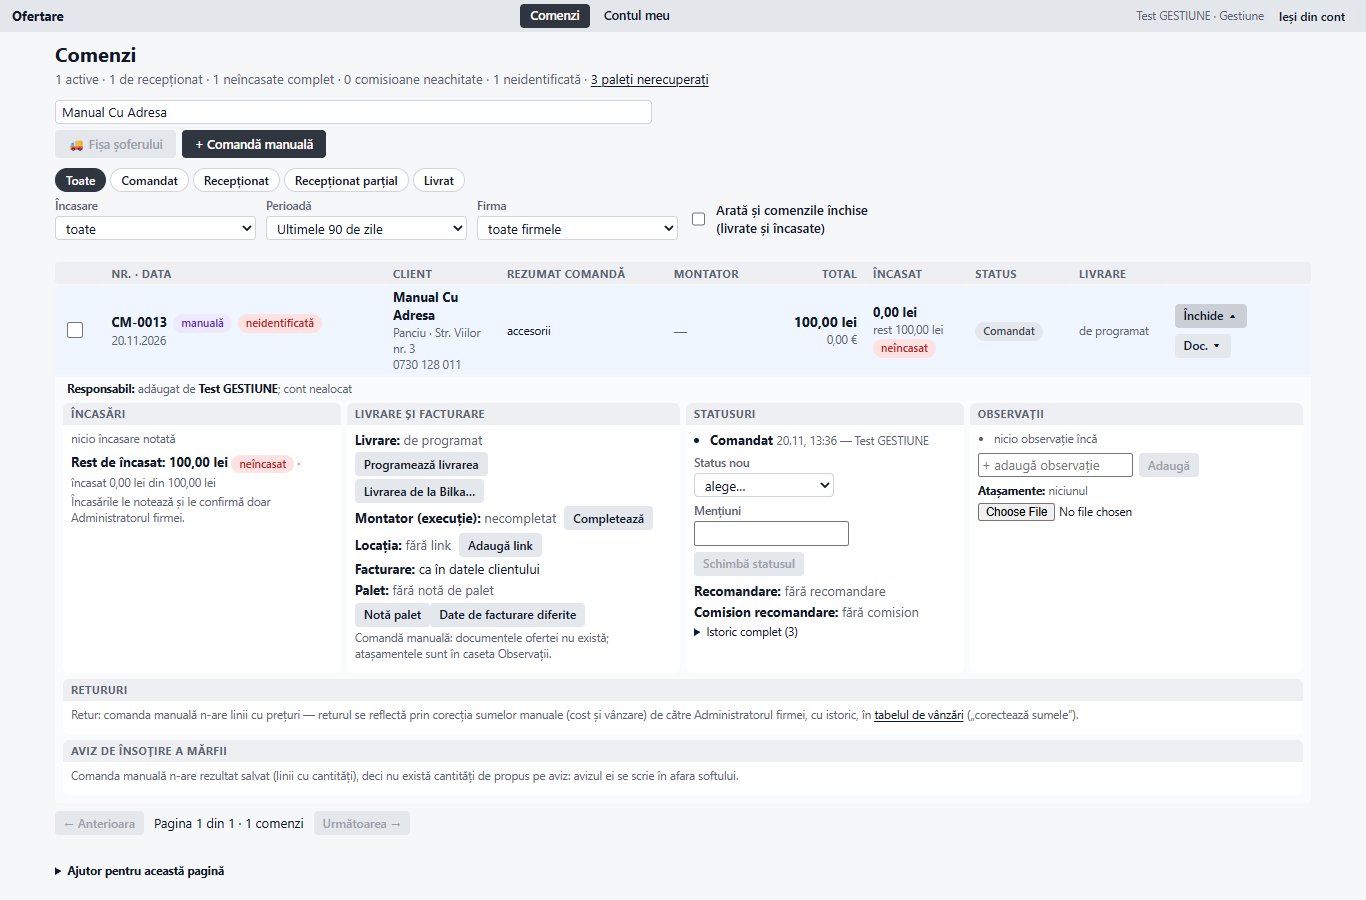 Ofertare
Comenzi
Contul meu
Test GESTIUNE · Gestiune
Ieși din cont
Comenzi
1 active · 1 de recepționat · 1 neîncasate complet · 0 comisioane neachitate · 1 neidentificată · 3 paleți nerecuperați
Manual Cu Adresa
🚚 Fișa șoferului
+ Comandă manuală
Toate
Comandat
Recepționat
Recepționat parțial
Livrat
Încasare
Perioadă
Firma
toate
Ultimele 90 de zile
toate firmele
Arată și comenzile închise
(livrate și încasate)
NR. · DATA
CLIENT
REZUMAT COMANDĂ
MONTATOR
TOTAL
ÎNCASAT
STATUS
LIVRARE
CM-0013
manuală
neidentificată
20.11.2026
Manual Cu
Adresa
Panciu · Str. Viilor
nr. 3
0730 128 011
accesorii
—
100,00 lei
0,00 €
0,00 lei
rest 100,00 lei
neîncasat
Comandat
de programat
Închide ▲
Doc. ▼
Responsabil: adăugat de Test GESTIUNE; cont nealocat
ÎNCASĂRI
nicio încasare notată
Rest de încasat: 100,00 lei neîncasat ·
încasat 0,00 lei din 100,00 lei
Încasările le notează și le confirmă doar
Administratorul firmei.
LIVRARE ȘI FACTURARE
Livrare: de programat
Programează livrarea
Livrarea de la Bilka...
Montator (execuție): necompletat Completează
Locația: fără link Adaugă link
Facturare: ca în datele clientului
Palet: fără notă de palet
Notă palet
Date de facturare diferite
Comandă manuală: documentele ofertei nu există;
atașamentele sunt în caseta Observații.
STATUSURI
• Comandat 20.11, 13:36 — Test GESTIUNE
Status nou
alege...
Mențiuni
Schimbă statusul
Recomandare: fără recomandare
Comision recomandare: fără comision
▶ Istoric complet (3)
OBSERVAȚII
• nicio observație încă
+ adaugă observație
Adaugă
Atașamente: niciunul
Choose File No file chosen
RETURURI
Retur: comanda manuală n-are linii cu prețuri — returul se reflectă prin corecția sumelor manuale (cost și vânzare) de către Administratorul firmei, cu istoric, în tabelul de vânzări („corectează sumele”).
AVIZ DE ÎNSOȚIRE A MĂRFII
Comanda manuală n-are rezultat salvat (linii cu cantități), deci nu există cantități de propus pe aviz: avizul ei se scrie în afara softului.
← Anterioara
Pagina 1 din 1 · 1 comenzi
Următoarea →
▶ Ajutor pentru această pagină